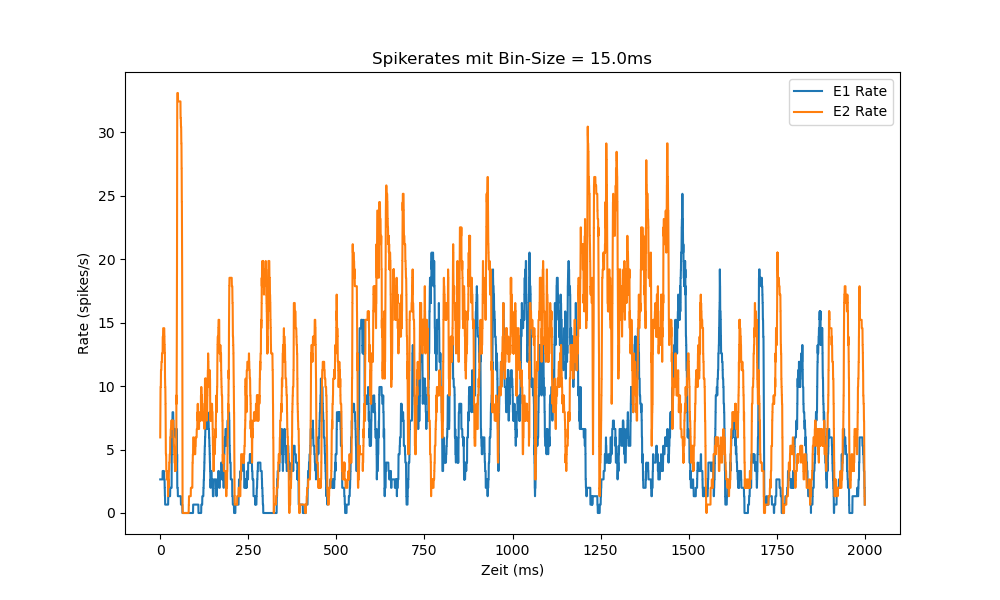 Spikerates mit Bin-Size = 15.0ms
E1 Rate
E2 Rate
Rate (spikes/s)
30
25
20
15
10
5
0
0 250 500 750 1000 1250 1500 1750 2000
Zeit (ms)